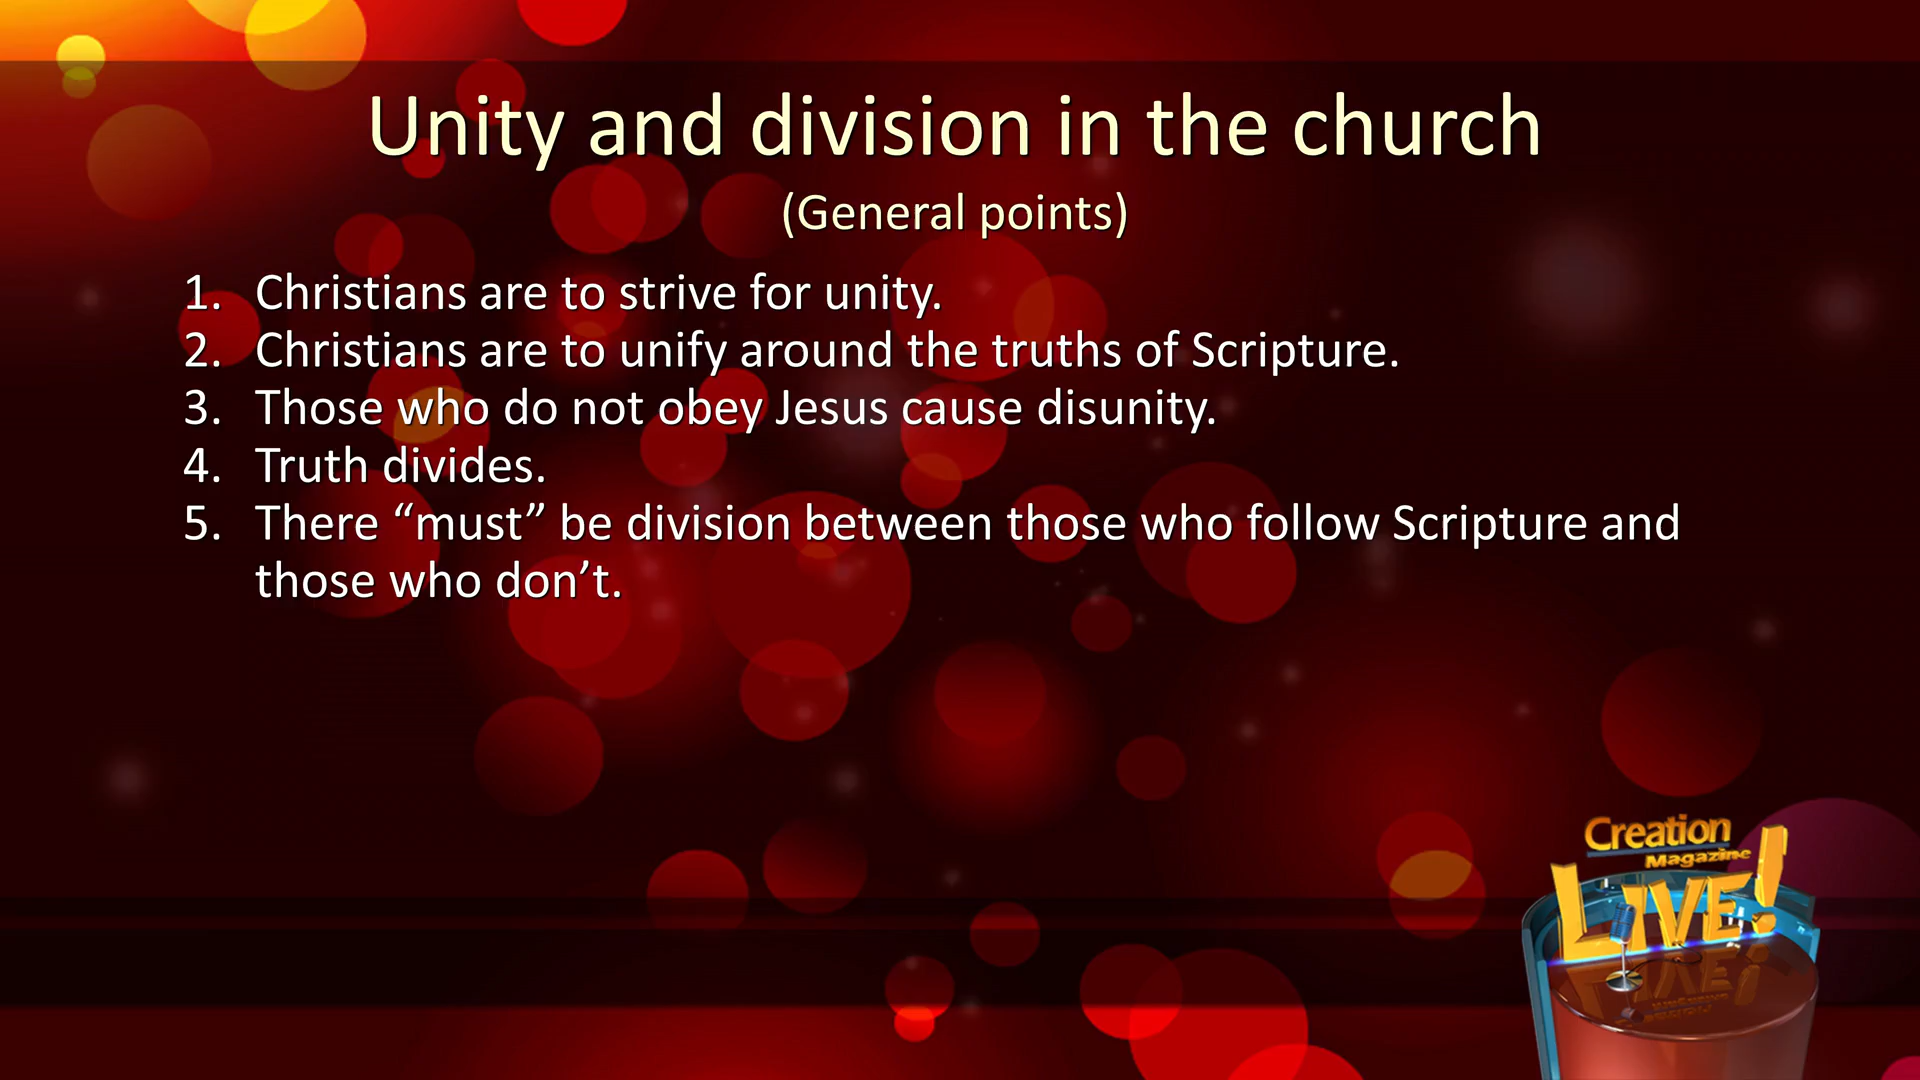 Unity and division in the church
(General points)
1. Christians are to strive for unity.
2. Christians are to unify around the truths of Scripture.
3. Those who do not obey Jesus cause disunity.
4. Truth divides.
5. There “must” be division between those who follow Scripture and
those who don’t.
Creation
Magazine
LIVE!